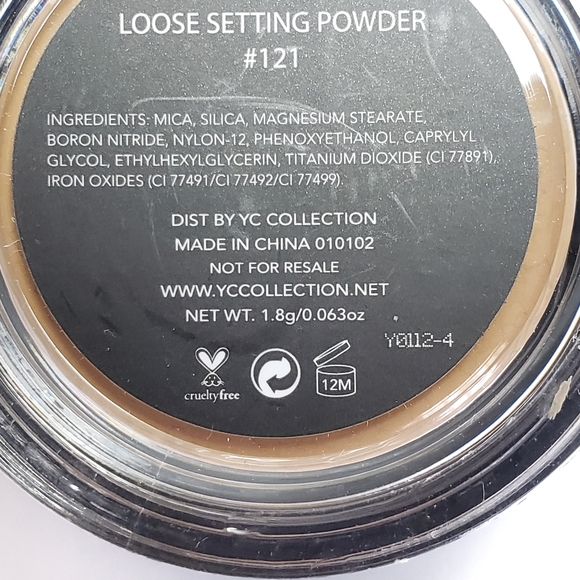 LOOSE SETTING POWDER
#121
INGREDIENTS: MICA, SILICA, MAGNESIUM STEARATE,
BORON NITRIDE, NYLON-12, PHENOXYETHANOL, CAPRYLYL
GLYCOL, ETHYLHEXYLGLYCERIN, TITANIUM DIOXIDE (CI 77891),
IRON OXIDES (CI 77491/CI 77492/CI 77499).
DIST BY YC COLLECTION
MADE IN CHINA 010102
NOT FOR RESALE
WWW.YCCOLLECTION.NET
NET WT. 1.8g/0.063oz
Y0112-4
crueltyfree
12M